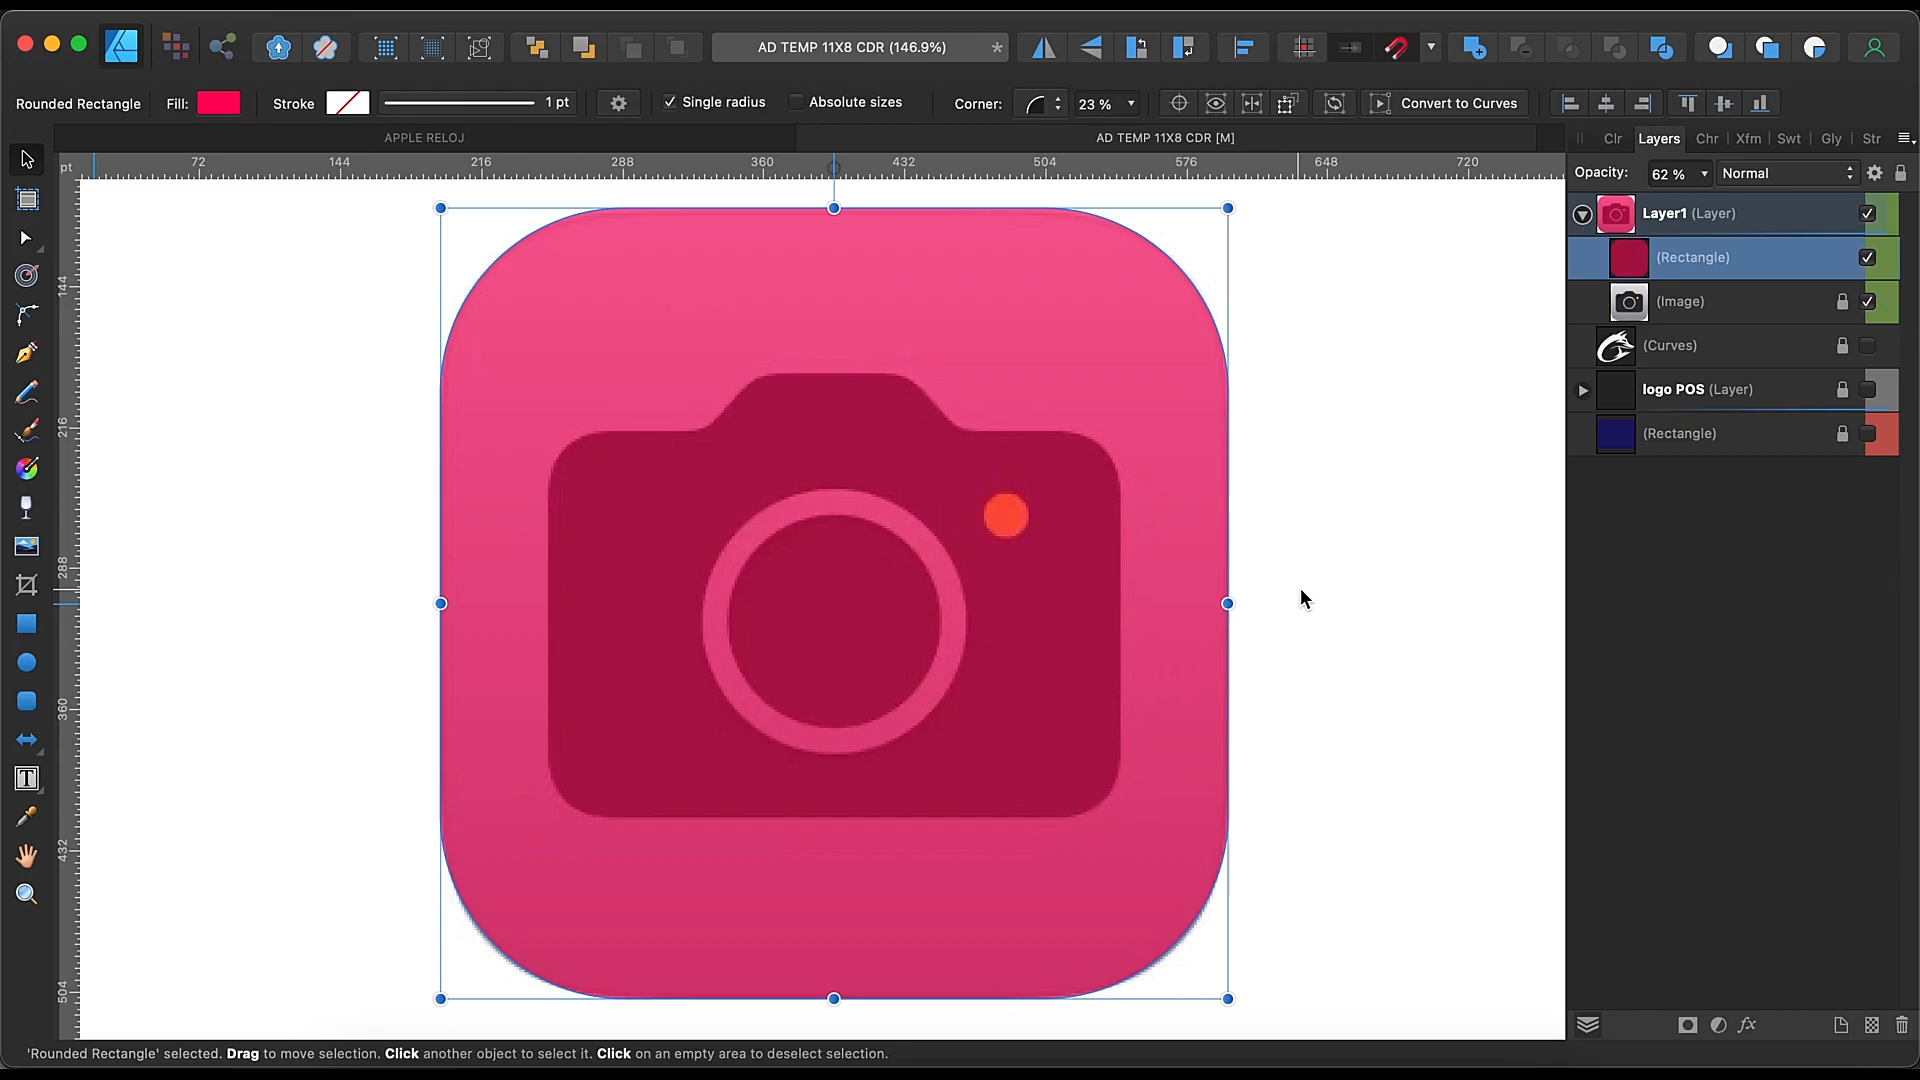 AD TEMP 11X8 CDR (146.9%)
*
Rounded Rectangle
Fill:
Stroke
1 pt
Single radius
Absolute sizes
Corner:
23 %
Convert to Curves
APPLE RELOJ
AD TEMP 11X8 CDR [M]
pt
72
144
216
288
360
432
504
576
648
720
144
216
288
360
432
504
T
Clr
Layers
Chr
Xfm
Swt
Gly
Str
Opacity:
62 %
Normal
Layer1 (Layer)
(Rectangle)
(Image)
(Curves)
logo POS (Layer)
(Rectangle)
fx
'Rounded Rectangle' selected. Drag to move selection. Click another object to select it. Click on an empty area to deselect selection.